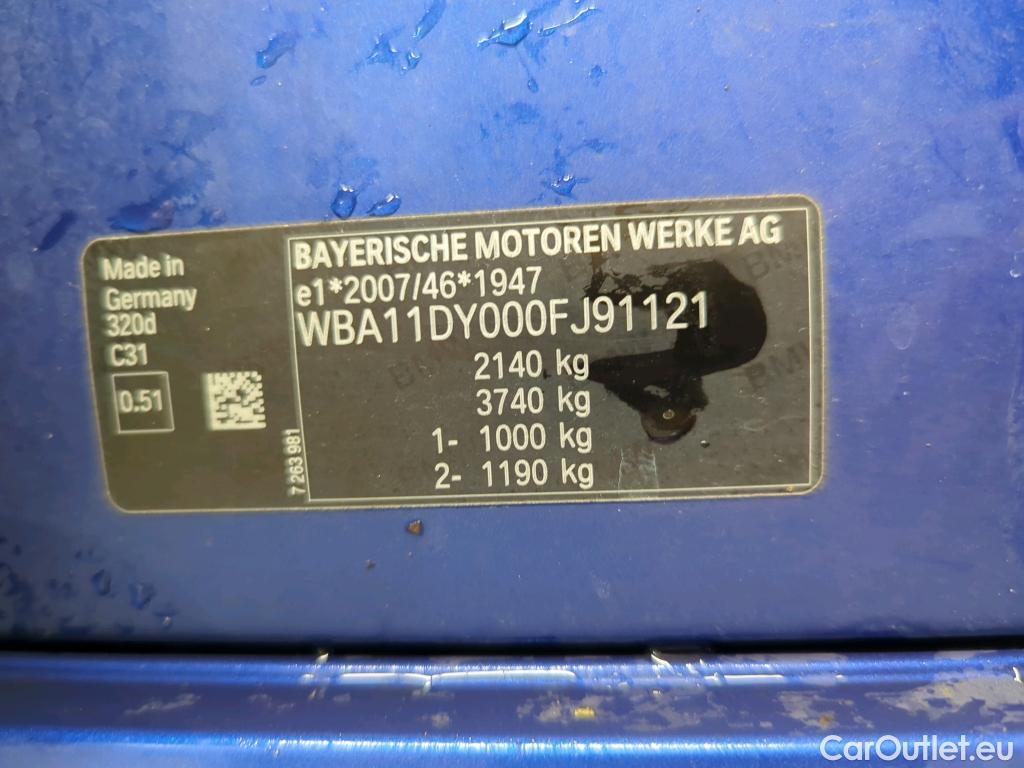 Made in
Germany
320d
C31
0.51
7 263 981
BAYERISCHE MOTOREN WERKE AG
e1*2007/46*1947
WBA11DY000FJ91121
2140 kg
3740 kg
1- 1000 kg
2- 1190 kg
CarOutlet.eu